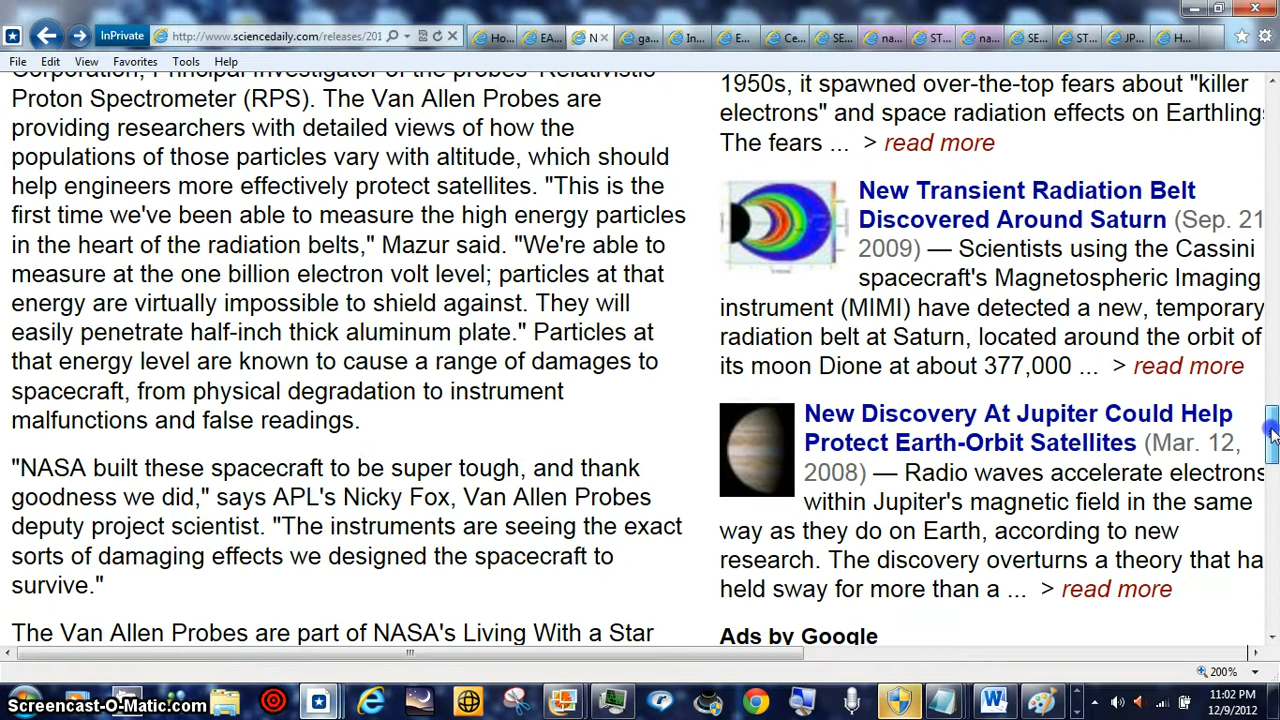 InPrivate
http://www.sciencedaily.com/releases/201
Ho...
EA...
N
ga...
In...
E...
Ce...
SE...
na...
ST...
na...
SE...
ST...
JP...
H...
File Edit View Favorites Tools Help
Corporation, Principal Investigator of the probes' Relativistic
Proton Spectrometer (RPS). The Van Allen Probes are
providing researchers with detailed views of how the
populations of those particles vary with altitude, which should
help engineers more effectively protect satellites. "This is the
first time we've been able to measure the high energy particles
in the heart of the radiation belts," Mazur said. "We're able to
measure at the one billion electron volt level; particles at that
energy are virtually impossible to shield against. They will
easily penetrate half-inch thick aluminum plate." Particles at
that energy level are known to cause a range of damages to
spacecraft, from physical degradation to instrument
malfunctions and false readings.
"NASA built these spacecraft to be super tough, and thank
goodness we did," says APL's Nicky Fox, Van Allen Probes
deputy project scientist. "The instruments are seeing the exact
sorts of damaging effects we designed the spacecraft to
survive."
The Van Allen Probes are part of NASA's Living With a Star
1950s, it spawned over-the-top fears about "killer
electrons" and space radiation effects on Earthlings
The fears ... > read more
New Transient Radiation Belt
Discovered Around Saturn (Sep. 21
2009) — Scientists using the Cassini
spacecraft's Magnetospheric Imaging
instrument (MIMI) have detected a new, temporary
radiation belt at Saturn, located around the orbit of
its moon Dione at about 377,000 ... > read more
New Discovery At Jupiter Could Help
Protect Earth-Orbit Satellites (Mar. 12,
2008) — Radio waves accelerate electrons
within Jupiter's magnetic field in the same
way as they do on Earth, according to new
research. The discovery overturns a theory that ha
held sway for more than a ... > read more
Ads by Google
200%
Screencast-O-Matic.com
11:02 PM
12/9/2012